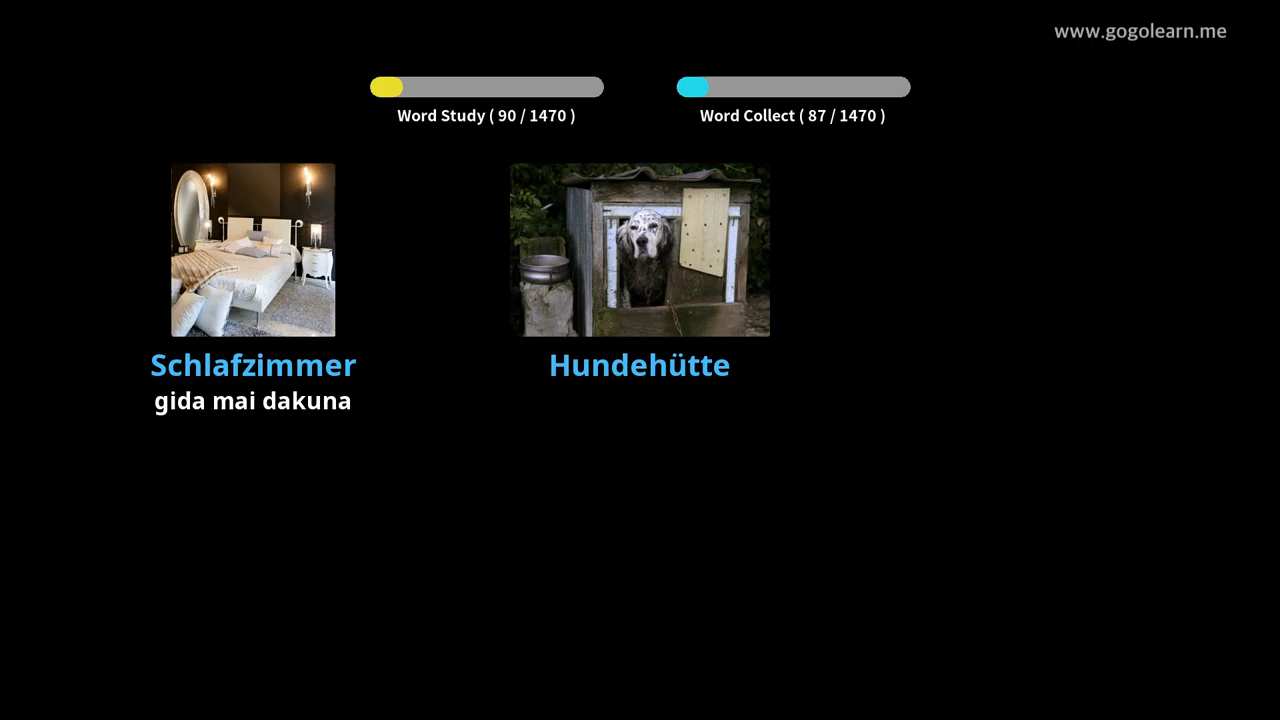 www.gogolearn.me
Word Study ( 90 / 1470 )
Word Collect ( 87 / 1470 )
Schlafzimmer
gida mai dakuna
Hundehütte